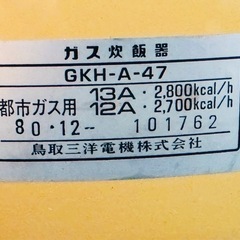 ガス炊飯器
GKH-A-47
都市ガス用 13A:2,800kcal/h
12A:2,700kcal/h
80・12-- 101762
鳥取三洋電機株式会社